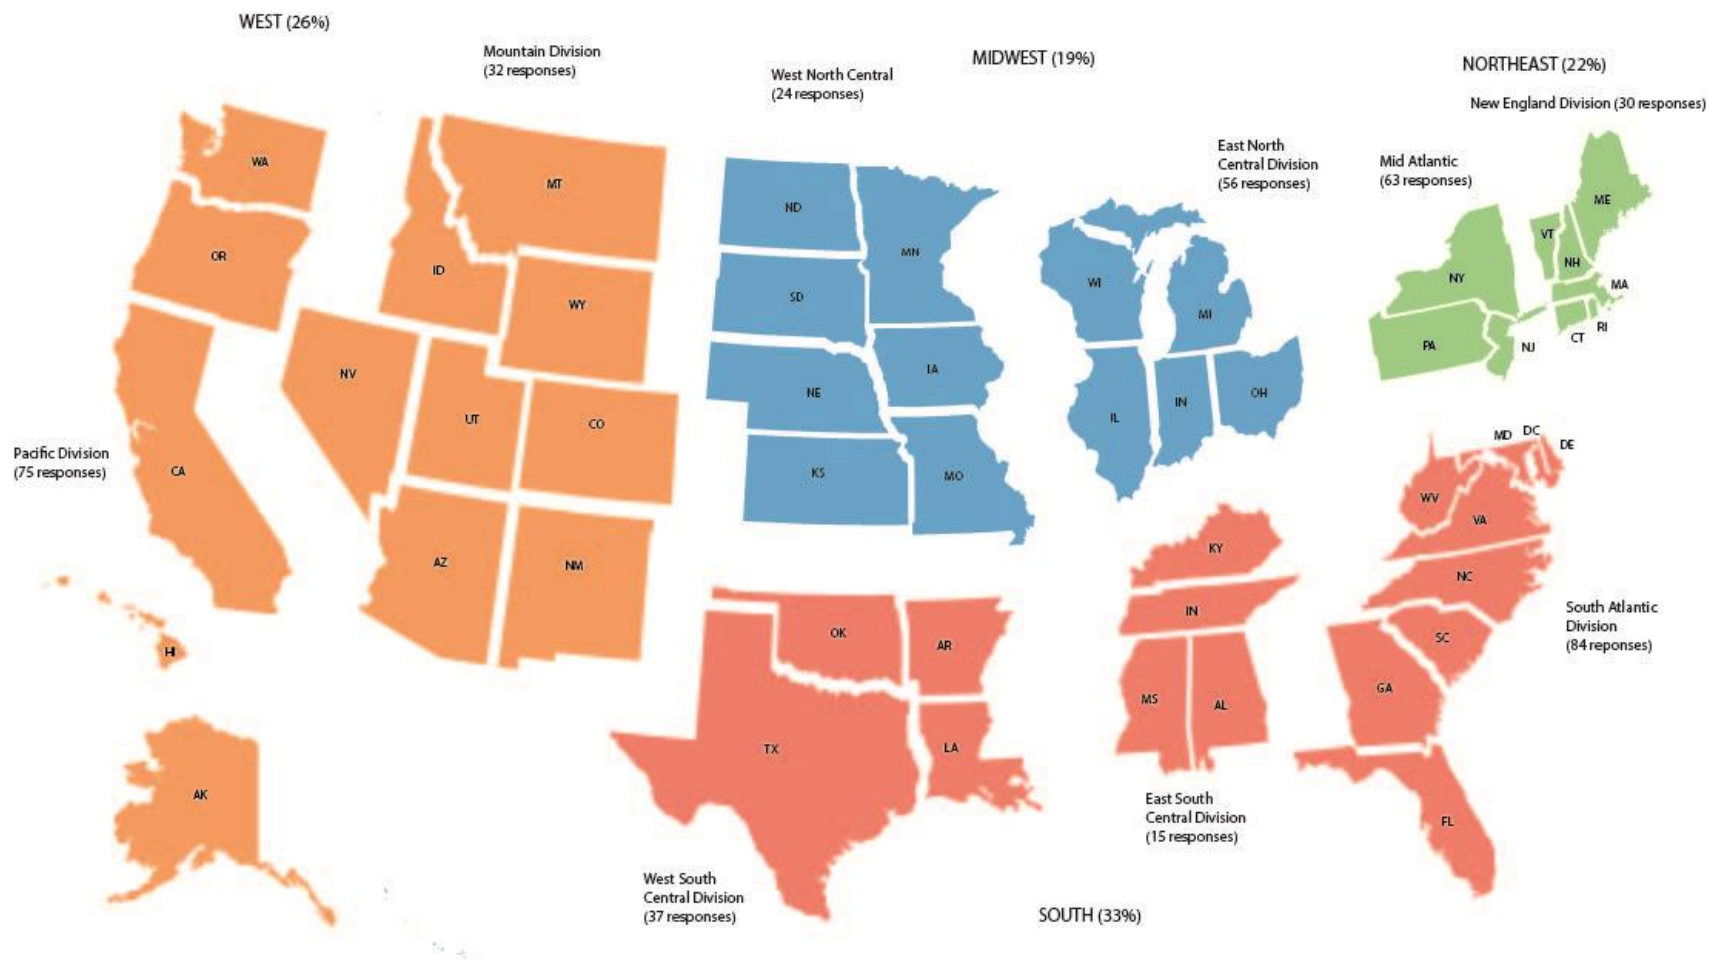 WEST (26%)
Mountain Division
(32 responses)
West North Central
(24 responses)
MIDWEST (19%)
NORTHEAST (22%)
New England Division (30 responses)
East North
Central Division
(56 responses)
Mid Atlantic
(63 responses)
WA
MT
OR
ID
WY
NV
UT
CO
Pacific Division
(75 responses)
CA
AZ
NM
HI
AK
ND
MN
SD
IA
NE
KS
MO
WI
MI
IL
IN
OH
ME
VT
NH
NY
MA
PA
NJ
CT
RI
MD
DC
DE
WV
VA
NC
SC
GA
FL
South Atlantic
Division
(84 reponses)
KY
IN
MS
AL
East South
Central Division
(15 responses)
OK
AR
TX
LA
West South
Central Division
(37 responses)
SOUTH (33%)